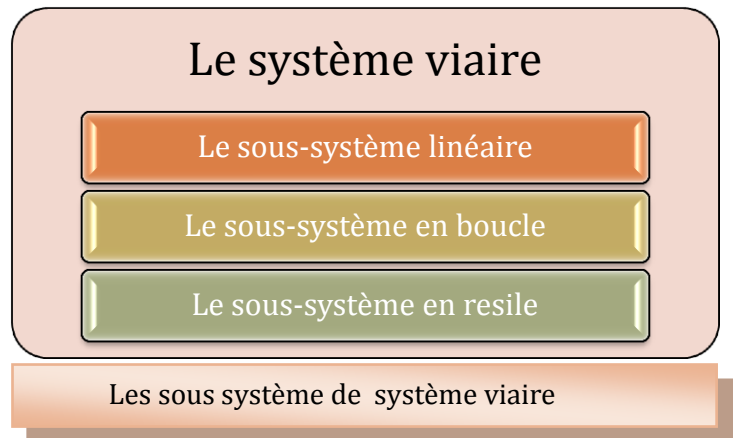 Le système viaire
Le sous-système linéaire
Le sous-système en boucle
Le sous-système en resile
Les sous système de  système viaire